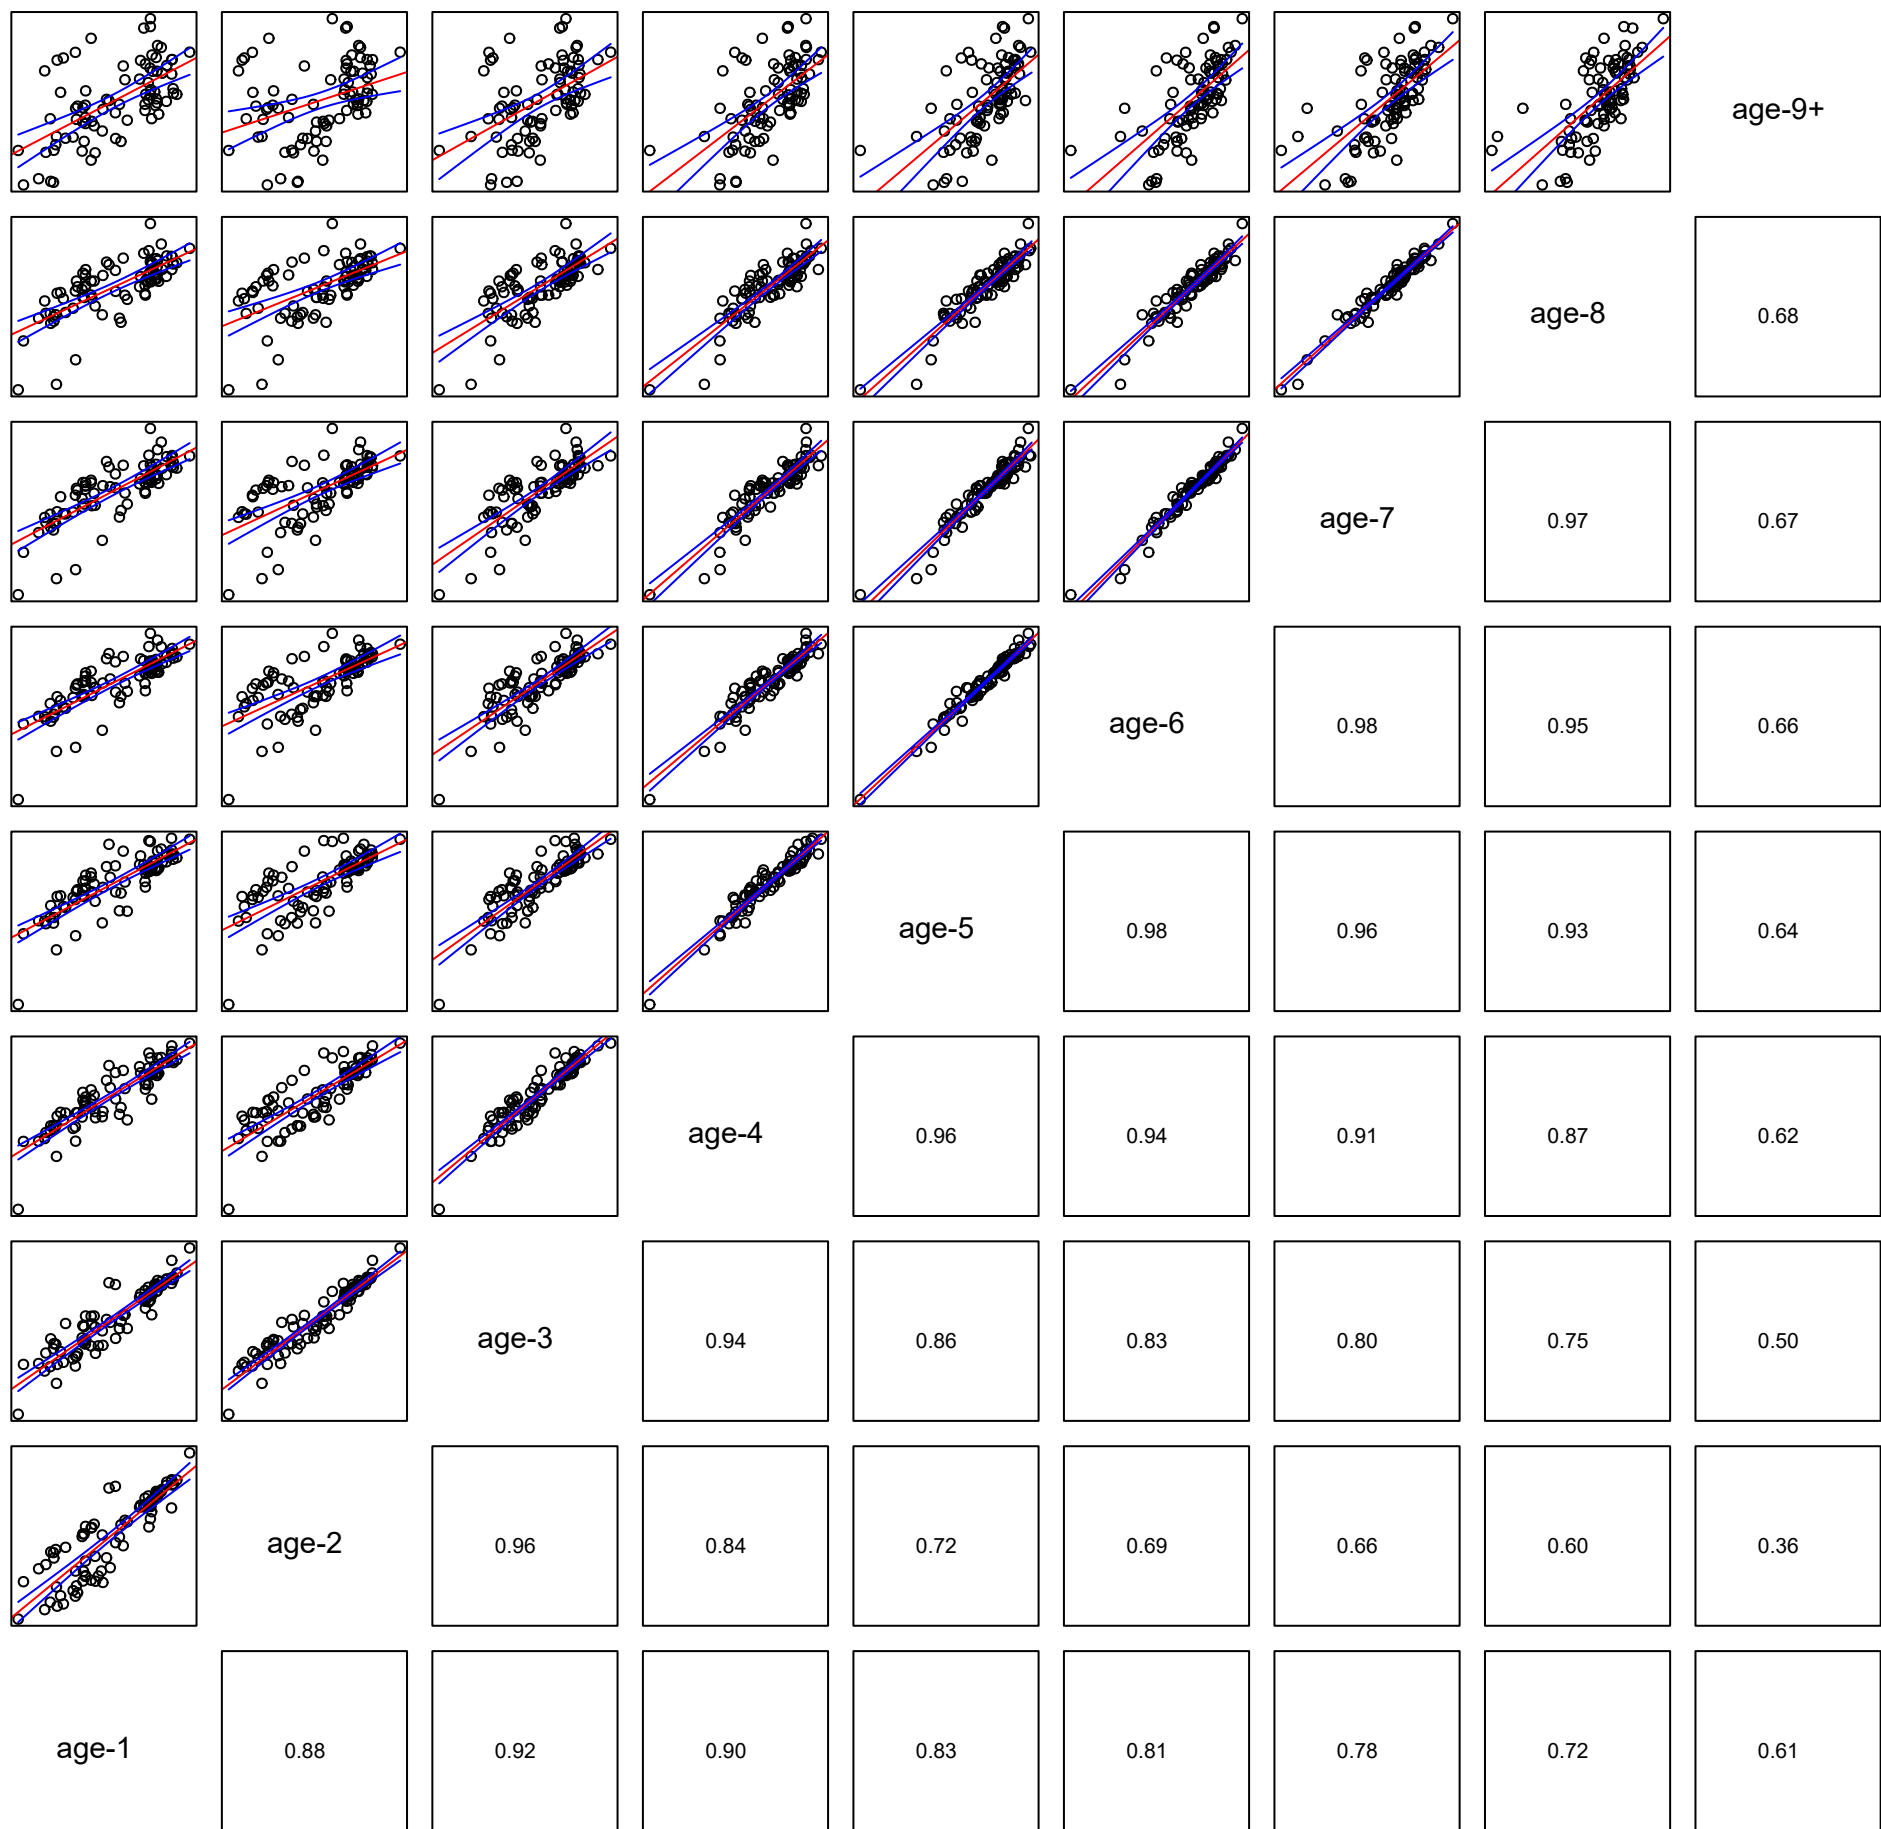 age-9+
age-8 0.68
age-7 0.97 0.67
age-6 0.98 0.95 0.66
age-5 0.98 0.96 0.93 0.64
age-4 0.96 0.94 0.91 0.87 0.62
age-3 0.94 0.86 0.83 0.80 0.75 0.50
age-2 0.96 0.84 0.72 0.69 0.66 0.60 0.36
age-1 0.88 0.92 0.90 0.83 0.81 0.78 0.72 0.61